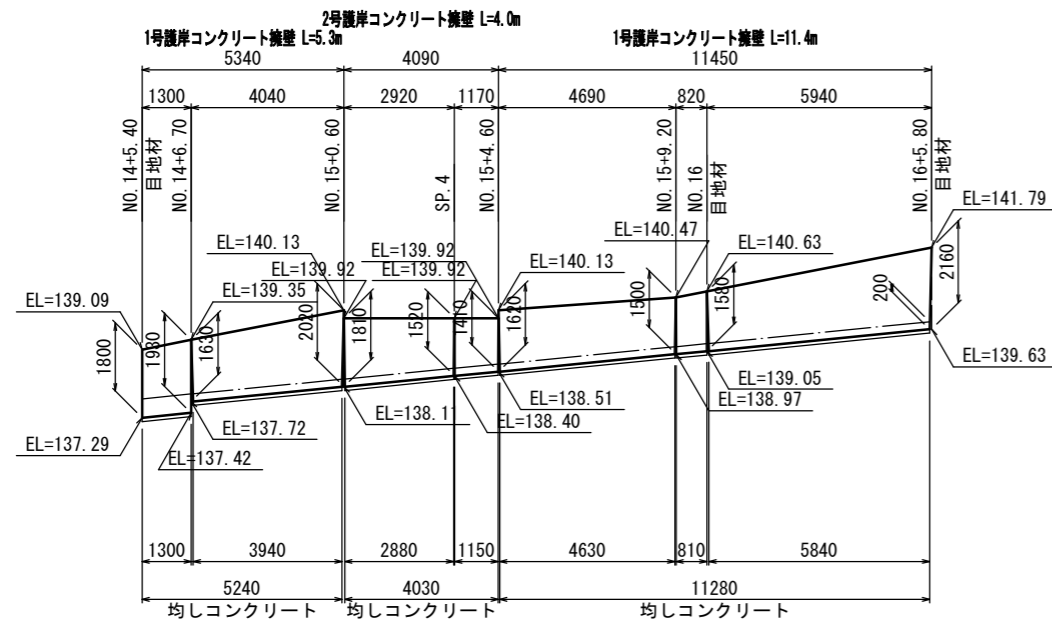 2号護岸コンクリート擁壁 L=4.0m
1号護岸コンクリート擁壁 L=5.3m
1号護岸コンクリート擁壁 L=11.4m
5340
4090
11450
1300
4040
2920
1170
4690
820
5940
NO.14+5.40
目地材
NO.14+6.70
NO.15+0.60
SP.4
NO.15+4.60
NO.15+9.20
NO.16
目地材
NO.16+5.80
目地材
EL=141.79
EL=140.13
EL=139.92
EL=140.47
EL=140.63
EL=139.92
EL=139.92
EL=140.13
EL=139.09
EL=139.35
1800
1930
1630
2020
1810
1520
1410
1620
1500
1580
200
2160
EL=139.63
EL=139.05
EL=138.11
EL=138.51
EL=138.97
EL=138.40
EL=137.72
EL=137.29
EL=137.42
1300
3940
2880
1150
4630
810
5840
5240
4030
11280
均しコンクリート
均しコンクリート
均しコンクリート